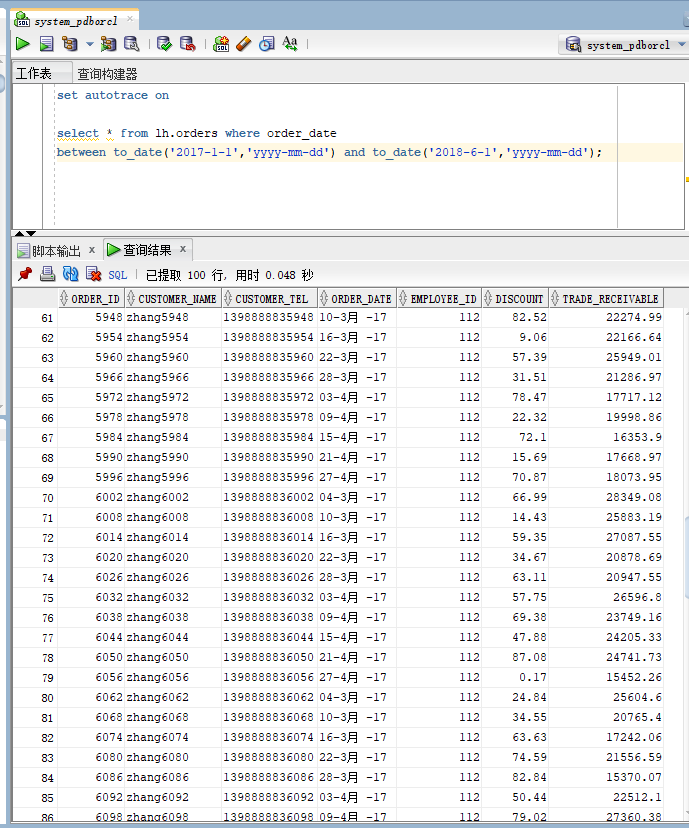 system_pdborcl
system_pdborcl
工作表 查询构建器
set autotrace on
select * from lh.orders where order_date
between to_date('2017-1-1','yyyy-mm-dd') and to_date('2018-6-1','yyyy-mm-dd');
脚本输出 x 查询结果 x
SQL 已提取 100 行, 用时 0.048 秒
ORDER_ID CUSTOMER_NAME CUSTOMER_TEL ORDER_DATE EMPLOYEE_ID DISCOUNT TRADE_RECEIVABLE
61 5948 zhang5948 1398888835948 10-3月 -17 112 82.52 22274.99
62 5954 zhang5954 1398888835954 16-3月 -17 112 9.06 22166.64
63 5960 zhang5960 1398888835960 22-3月 -17 112 57.39 25949.01
64 5966 zhang5966 1398888835966 28-3月 -17 112 31.51 21286.97
65 5972 zhang5972 1398888835972 03-4月 -17 112 78.47 17717.12
66 5978 zhang5978 1398888835978 09-4月 -17 112 22.32 19998.86
67 5984 zhang5984 1398888835984 15-4月 -17 112 72.1 16353.9
68 5990 zhang5990 1398888835990 21-4月 -17 112 15.69 17668.97
69 5996 zhang5996 1398888835996 27-4月 -17 112 70.87 18073.95
70 6002 zhang6002 1398888836002 04-3月 -17 112 66.99 28349.08
71 6008 zhang6008 1398888836008 10-3月 -17 112 14.43 25883.19
72 6014 zhang6014 1398888836014 16-3月 -17 112 59.35 27087.55
73 6020 zhang6020 1398888836020 22-3月 -17 112 34.67 20878.69
74 6026 zhang6026 1398888836026 28-3月 -17 112 63.11 20947.55
75 6032 zhang6032 1398888836032 03-4月 -17 112 57.75 26596.8
76 6038 zhang6038 1398888836038 09-4月 -17 112 69.38 23749.16
77 6044 zhang6044 1398888836044 15-4月 -17 112 47.88 24205.33
78 6050 zhang6050 1398888836050 21-4月 -17 112 87.08 24741.73
79 6056 zhang6056 1398888836056 27-4月 -17 112 0.17 15452.26
80 6062 zhang6062 1398888836062 04-3月 -17 112 24.84 25604.6
81 6068 zhang6068 1398888836068 10-3月 -17 112 34.55 20765.4
82 6074 zhang6074 1398888836074 16-3月 -17 112 63.63 17242.06
83 6080 zhang6080 1398888836080 22-3月 -17 112 74.59 21556.59
84 6086 zhang6086 1398888836086 28-3月 -17 112 82.84 15370.07
85 6092 zhang6092 1398888836092 03-4月 -17 112 50.44 22512.1
86 6098 zhang6098 1398888836098 09-4月 -17 112 79.02 27360.38